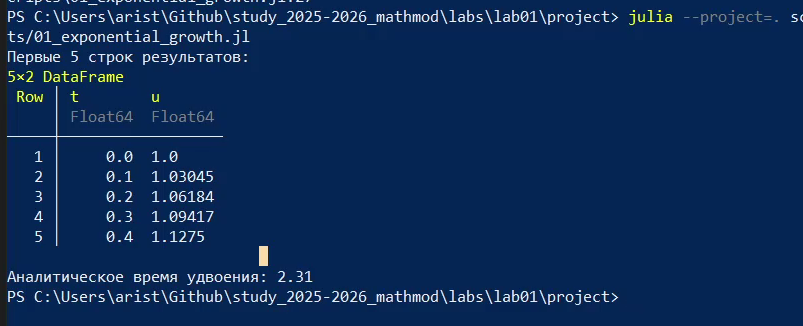 PS C:\Users\arist\Github\study_2025-2026_mathmod\labs\lab01\project> julia --project=. sc
ts/01_exponential_growth.jl
Первые 5 строк результатов:
5×2 DataFrame
Row │ t u
│ Float64 Float64
1 │ 0.0 1.0
2 │ 0.1 1.03045
3 │ 0.2 1.06184
4 │ 0.3 1.09417
5 │ 0.4 1.1275
Аналитическое время удвоения: 2.31
PS C:\Users\arist\Github\study_2025-2026_mathmod\labs\lab01\project>